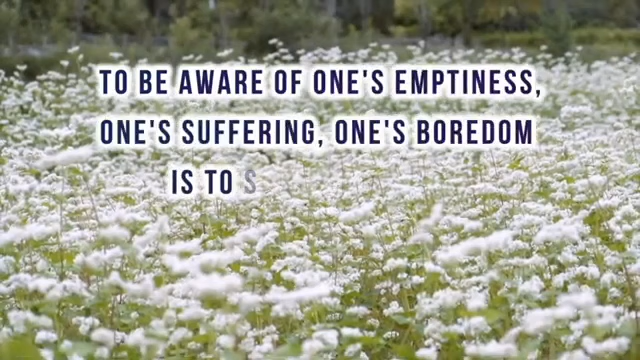 TO BE AWARE OF ONE'S EMPTINESS,
ONE'S SUFFERING, ONE'S BOREDOM
IS TO S